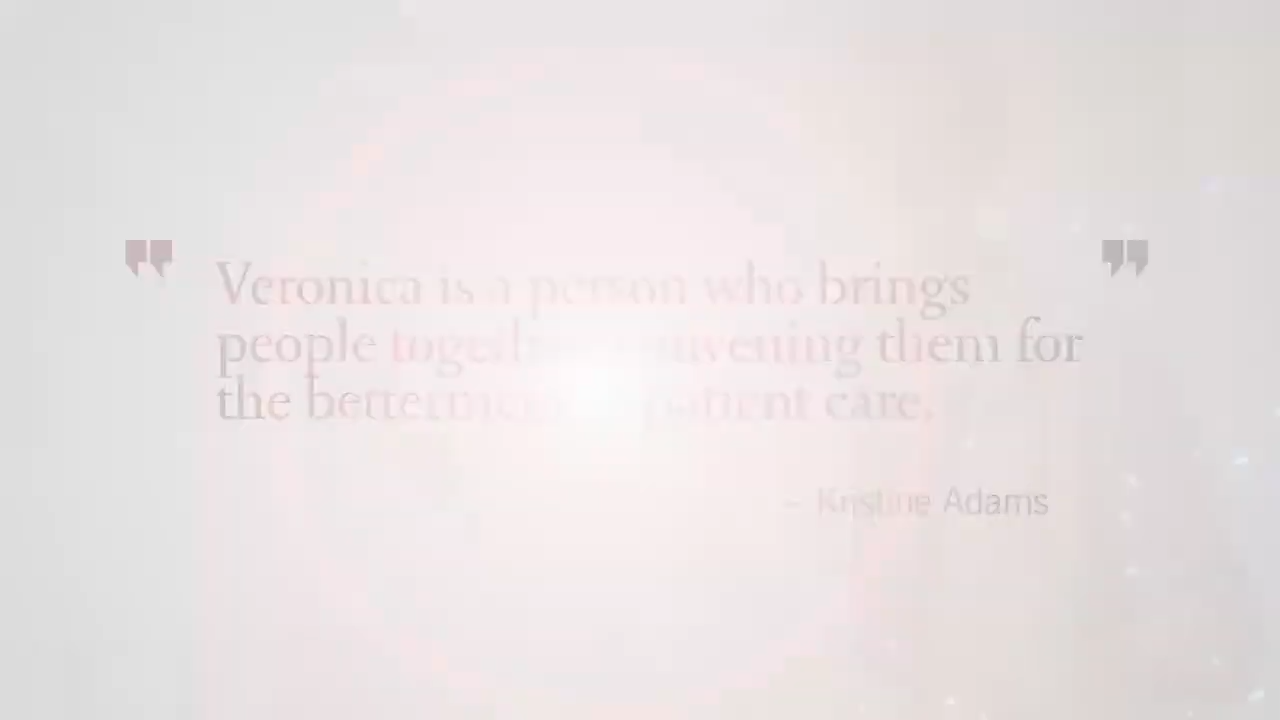 " Veronica is a person who brings "
people together, convening them for
the betterment of patient care.
– Kristine Adams